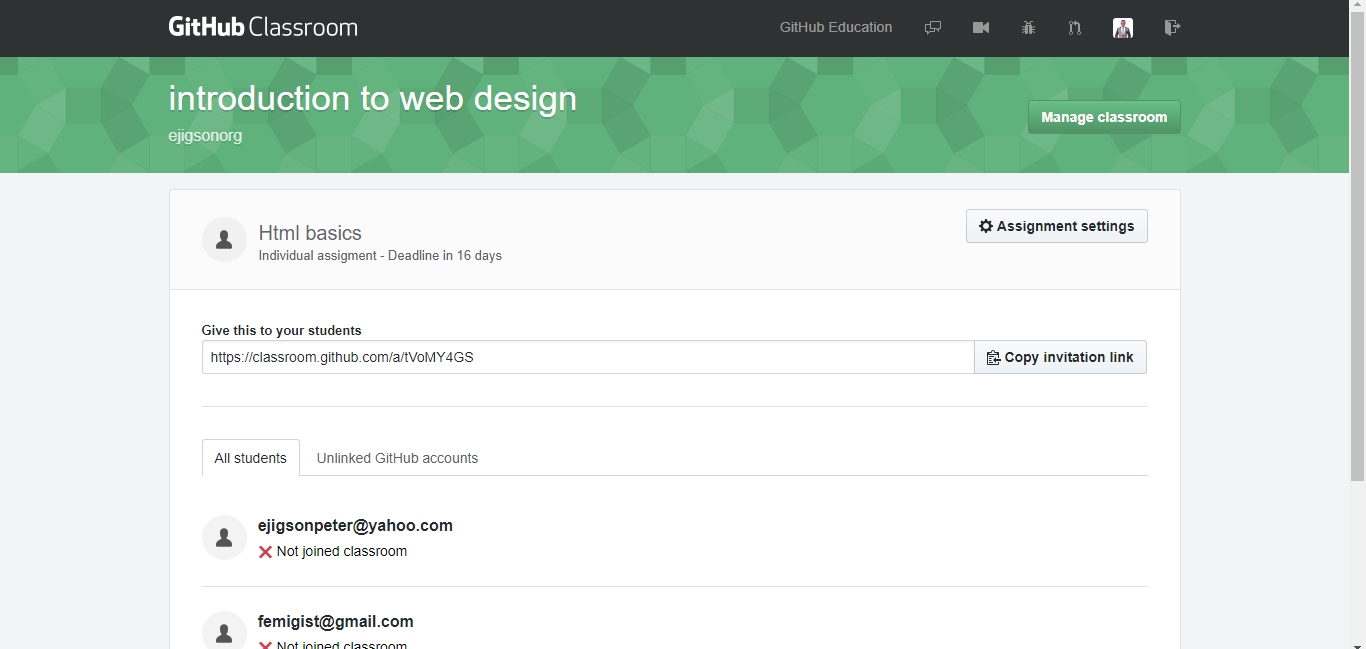 GitHub Classroom
GitHub Education
introduction to web design
ejigsonorg
Manage classroom
Html basics
Individual assigment - Deadline in 16 days
Assignment settings
Give this to your students
https://classroom.github.com/a/tVoMY4GS
Copy invitation link
All students
Unlinked GitHub accounts
ejigsonpeter@yahoo.com
Not joined classroom
femigist@gmail.com
Not joined classroom